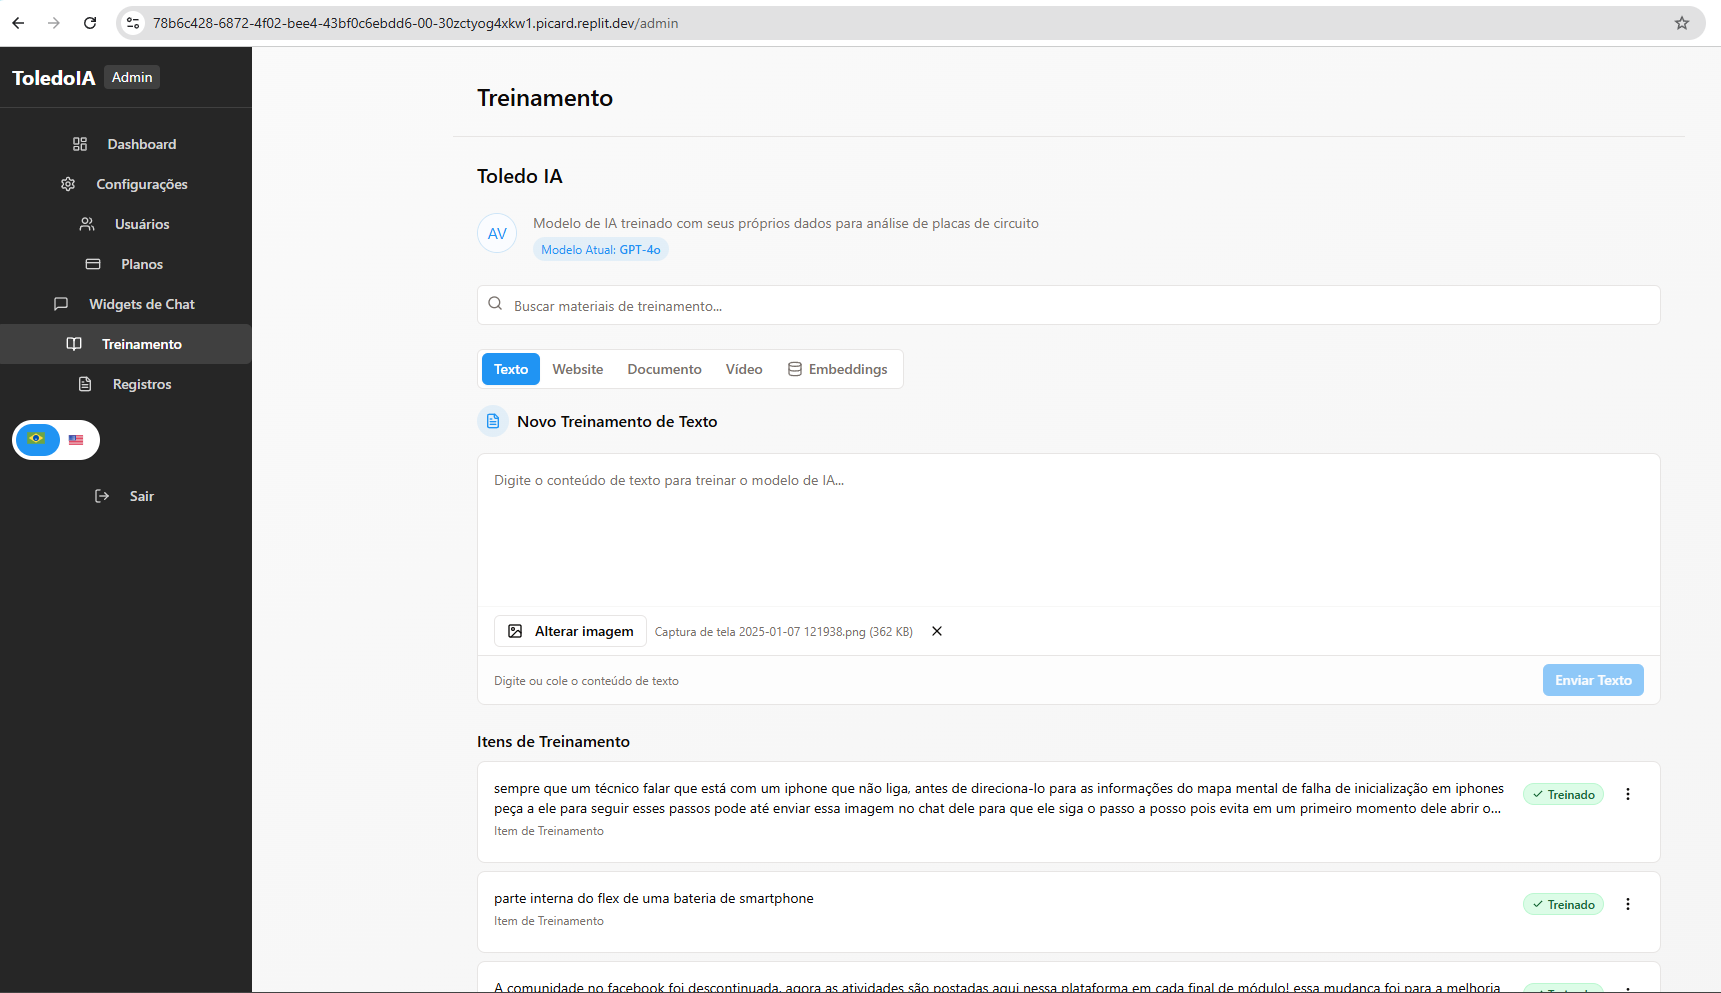 78b6c428-6872-4f02-bee4-43bf0c6ebdd6-00-30zctyog4xkw1.picard.replit.dev/admin
ToledoIA Admin
Dashboard
Configurações
Usuários
Planos
Widgets de Chat
Treinamento
Registros
Sair
Treinamento
Toledo IA
AV
Modelo de IA treinado com seus próprios dados para análise de placas de circuito
Modelo Atual: GPT-4o
Buscar materiais de treinamento...
Texto Website Documento Vídeo Embeddings
Novo Treinamento de Texto
Digite o conteúdo de texto para treinar o modelo de IA...
Alterar imagem Captura de tela 2025-01-07 121938.png (362 KB)
Digite ou cole o conteúdo de texto
Enviar Texto
Itens de Treinamento
sempre que um técnico falar que está com um iphone que não liga, antes de direciona-lo para as informações do mapa mental de falha de inicialização em iphones
peça a ele para seguir esses passos pode até enviar essa imagem no chat dele para que ele siga o passo a posso pois evita em um primeiro momento dele abrir o...
Treinado
Item de Treinamento
parte interna do flex de uma bateria de smartphone
Treinado
Item de Treinamento
A comunidade no facebook foi descontinuada, agora as atividades são postadas aqui nessa plataforma em cada final de módulo! essa mudança foi para a melhoria
Treinado